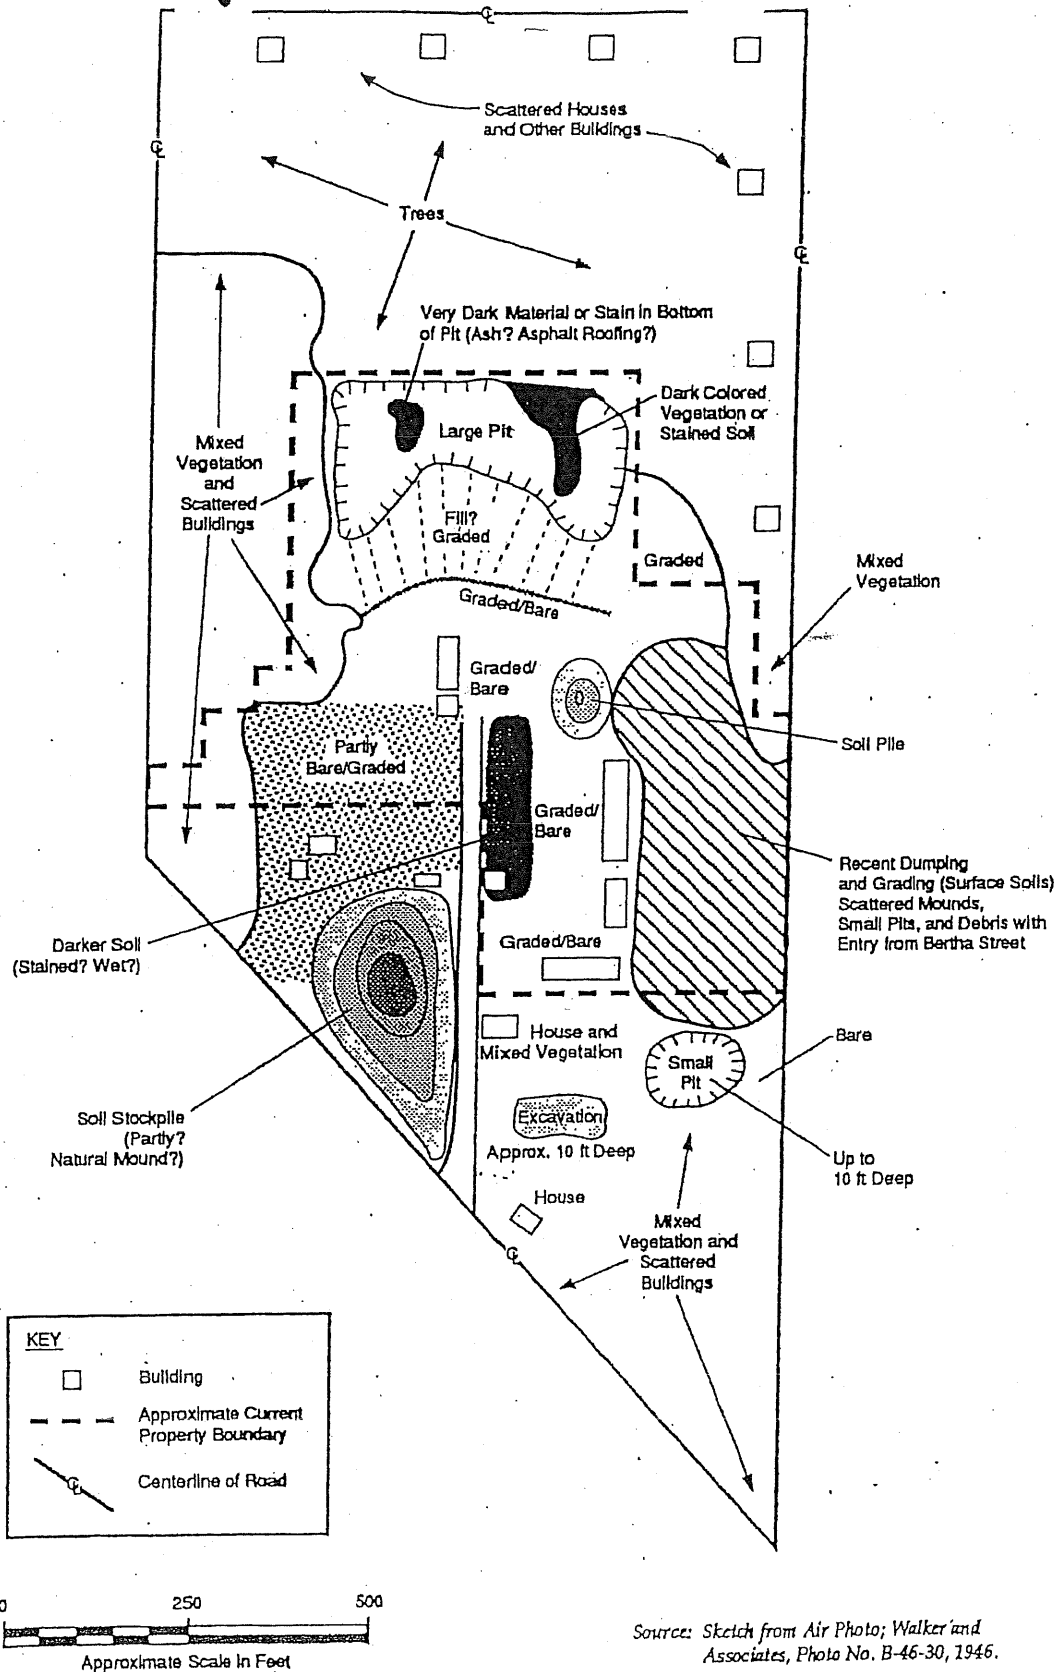 ℄
Scattered Houses
and Other Buildings
℄
Trees
℄
Very Dark Material or Stain in Bottom
of Pit (Ash? Asphalt Roofing?)
Dark Colored
Vegetation or
Stained Soil
Large Pit
Mixed
Vegetation
and
Scattered
Buildings
Fill?
Graded
Graded
Mixed
Vegetation
Graded/Bare
Graded/
Bare
Soil Pile
Partly
Bare/Graded
Graded/
Bare
Recent Dumping
and Grading (Surface Soils)
Scattered Mounds,
Small Pits, and Debris with
Entry from Bertha Street
Darker Soil
(Stained? Wet?)
Graded/Bare
House and
Mixed Vegetation
Bare
Small
Pit
Soil Stockpile
(Partly?
Natural Mound?)
Excavation
Approx. 10 ft Deep
Up to
10 ft Deep
House
Mixed
Vegetation and
Scattered
Buildings
℄
KEY
Building
Approximate Current
Property Boundary
℄
Centerline of Road
0 250 500
Approximate Scale In Feet
Source: Sketch from Air Photo; Walker and
Associates, Photo No. B-46-30, 1946.